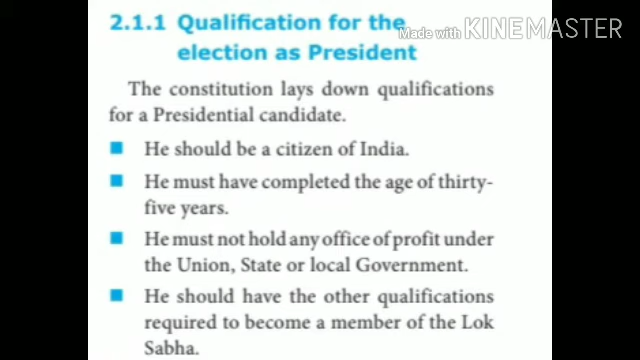 2.1.1 Qualification for the
election as President
Made with KINEMASTER
The constitution lays down qualifications
for a Presidential candidate.
He should be a citizen of India.
He must have completed the age of thirty-
five years.
He must not hold any office of profit under
the Union, State or local Government.
He should have the other qualifications
required to become a member of the Lok
Sabha.